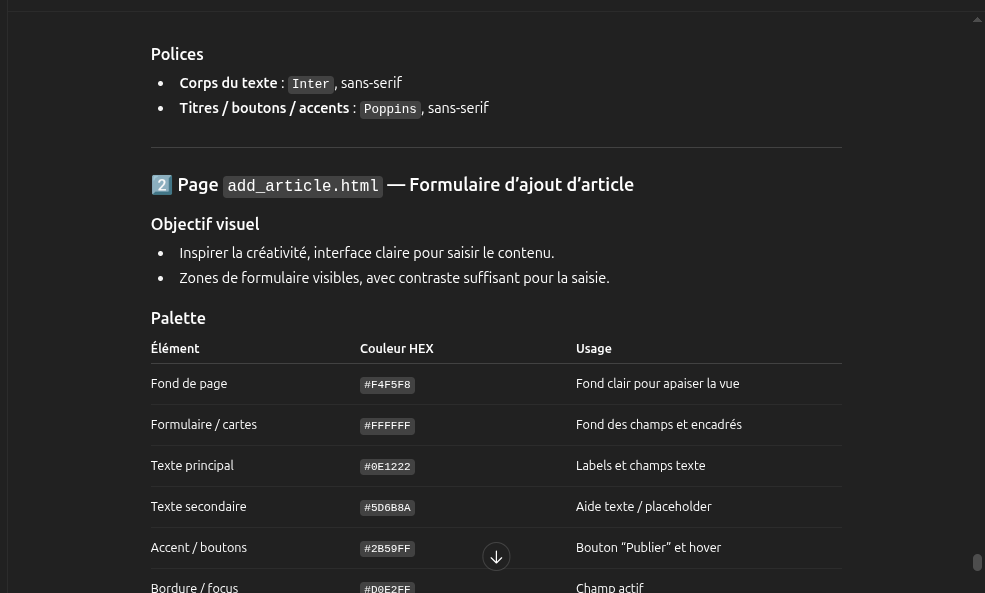 Polices
• Corps du texte : Inter, sans-serif
• Titres / boutons / accents : Poppins, sans-serif
2️⃣ Page add_article.html — Formulaire d’ajout d’article
Objectif visuel
• Inspirer la créativité, interface claire pour saisir le contenu.
• Zones de formulaire visibles, avec contraste suffisant pour la saisie.
Palette
Élément Couleur HEX Usage
Fond de page #F4F5F8 Fond clair pour apaiser la vue
Formulaire / cartes #FFFFFF Fond des champs et encadrés
Texte principal #0E1222 Labels et champs texte
Texte secondaire #5D6B8A Aide texte / placeholder
Accent / boutons #2B59FF Bouton “Publier” et hover
Bordure / focus #D0E2FF Champ actif